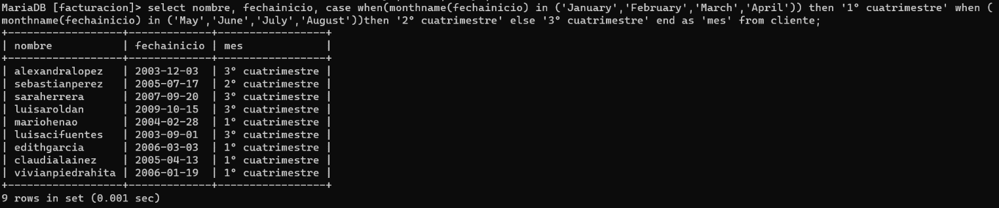 MariaDB [facturacion]> select nombre, fechainicio, case when(monthname(fechainicio) in ('January','February','March','April')) then '1° cuatrimestre' when (
monthname(fechainicio) in ('May','June','July','August'))then '2° cuatrimestre' else '3° cuatrimestre' end as 'mes' from cliente;
+------------------+-------------+----------------+
| nombre           | fechainicio | mes            |
+------------------+-------------+----------------+
| alexandralopez   | 2003-12-03  | 3° cuatrimestre |
| sebastianperez   | 2005-07-17  | 2° cuatrimestre |
| saraherrera      | 2007-09-20  | 3° cuatrimestre |
| luisaroldan      | 2009-10-15  | 3° cuatrimestre |
| mariohenao       | 2004-02-28  | 1° cuatrimestre |
| luisacifuentes   | 2003-09-01  | 3° cuatrimestre |
| edithgarcia      | 2006-03-03  | 1° cuatrimestre |
| claudialainez    | 2005-04-13  | 1° cuatrimestre |
| vivianpiedrahita | 2006-01-19  | 1° cuatrimestre |
+------------------+-------------+----------------+
9 rows in set (0.001 sec)